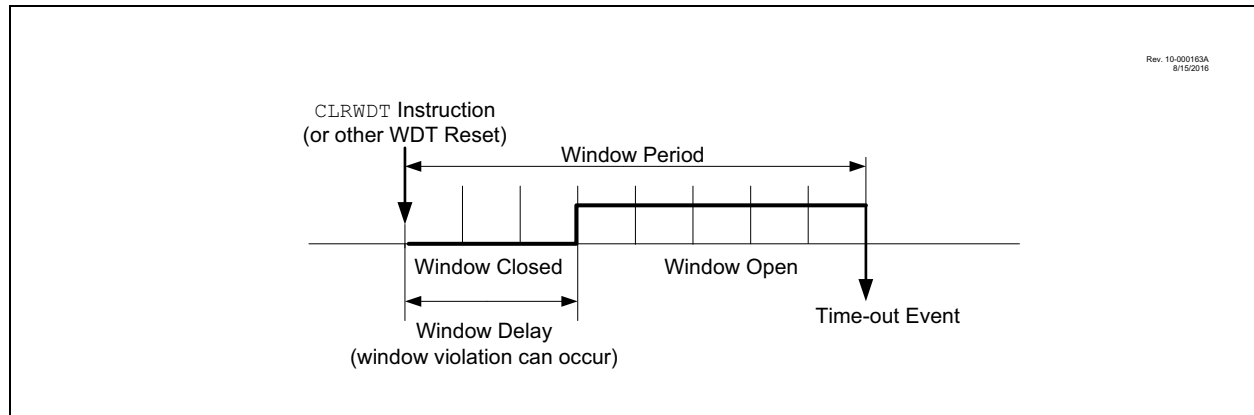 Rev. 10-000163A
8/15/2016
CLRWDT Instruction
(or other WDT Reset)
Window Period
Window Closed
Window Open
Window Delay
(window violation can occur)
Time-out Event